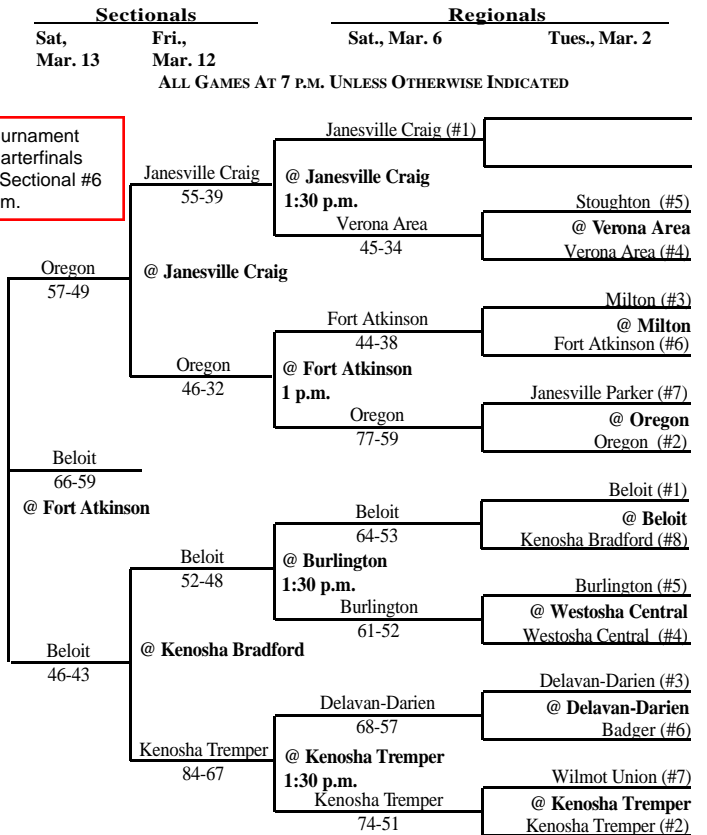 Sectionals Regionals
Sat, Fri., Sat., Mar. 6 Tues., Mar. 2
Mar. 13 Mar. 12
ALL GAMES AT 7 P.M. UNLESS OTHERWISE INDICATED
urnament
arterfinals
Sectional #6
m.
Janesville Craig (#1)
Janesville Craig
55-39
@ Janesville Craig
1:30 p.m.
Verona Area
45-34
Stoughton (#5)
@ Verona Area
Verona Area (#4)
Oregon
57-49
@ Janesville Craig
Milton (#3)
@ Milton
Fort Atkinson (#6)
Fort Atkinson
44-38
Oregon
46-32
@ Fort Atkinson
1 p.m.
Oregon
77-59
Janesville Parker (#7)
@ Oregon
Oregon (#2)
Beloit
66-59
@ Fort Atkinson
Beloit (#1)
@ Beloit
Kenosha Bradford (#8)
Beloit
64-53
Beloit
52-48
@ Burlington
1:30 p.m.
Burlington
61-52
Burlington (#5)
@ Westosha Central
Westosha Central (#4)
Beloit
46-43
@ Kenosha Bradford
Delavan-Darien (#3)
@ Delavan-Darien
Badger (#6)
Delavan-Darien
68-57
Kenosha Tremper
84-67
@ Kenosha Tremper
1:30 p.m.
Kenosha Tremper
74-51
Wilmot Union (#7)
@ Kenosha Tremper
Kenosha Tremper (#2)